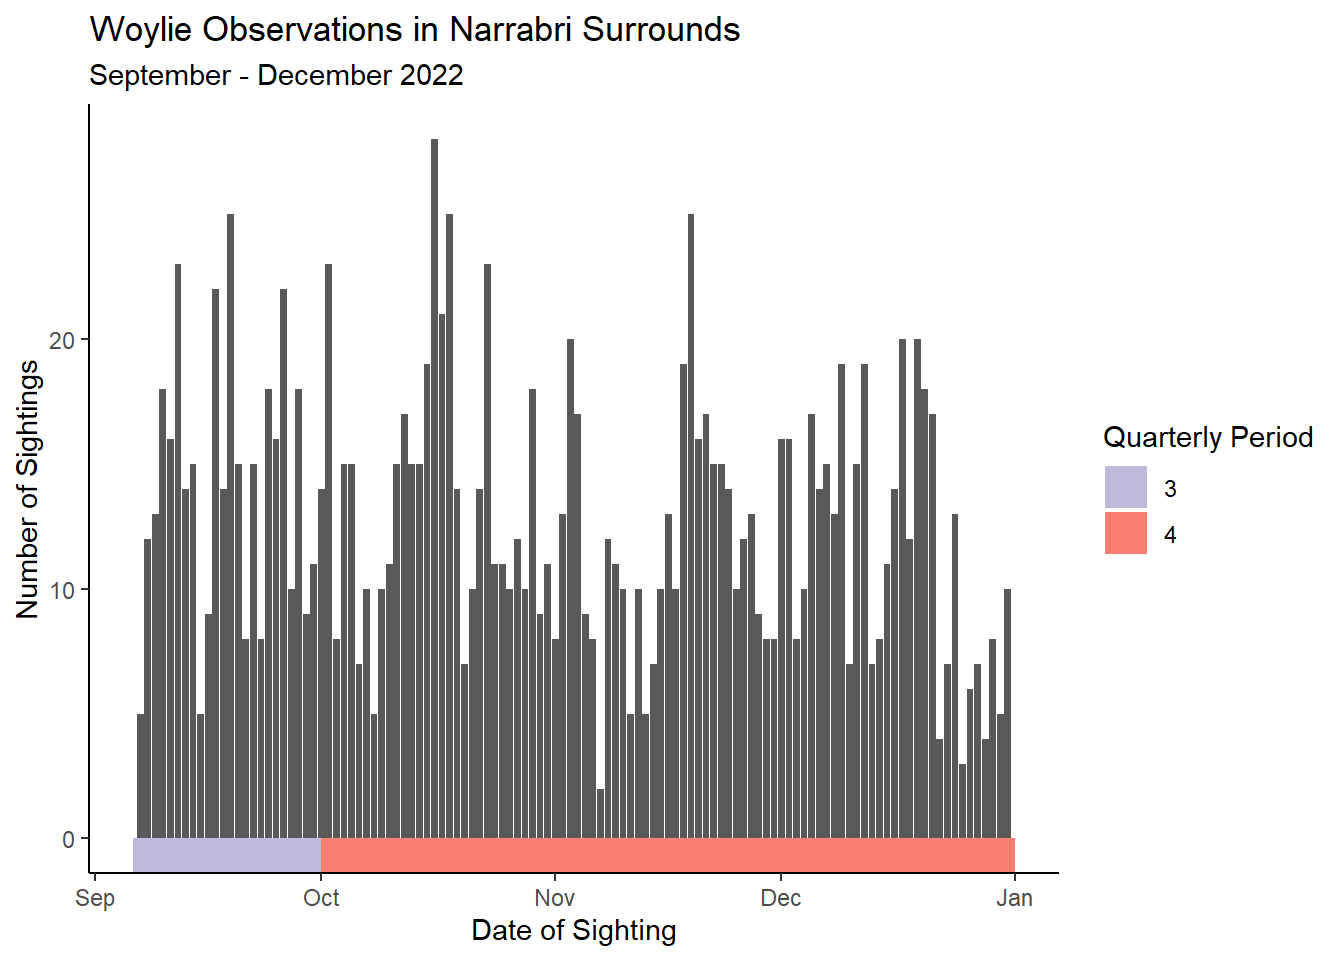 Woylie Observations in Narrabri Surrounds
September - December 2022
Number of Sightings
20
10
0
Sep
Oct
Nov
Dec
Jan
Date of Sighting
Quarterly Period
3
4